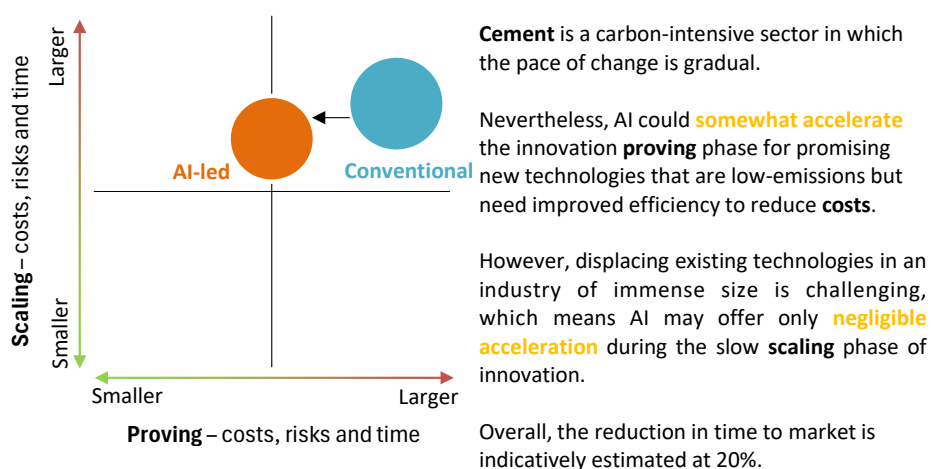 Scaling – costs, risks and time
Larger
Smaller
AI-led
Conventional
Smaller
Larger
Proving – costs, risks and time
Cement is a carbon-intensive sector in which
the pace of change is gradual.
Nevertheless, AI could somewhat accelerate
the innovation proving phase for promising
new technologies that are low-emissions but
need improved efficiency to reduce costs.
However, displacing existing technologies in an
industry of immense size is challenging,
which means AI may offer only negligible
acceleration during the slow scaling phase of
innovation.
Overall, the reduction in time to market is
indicatively estimated at 20%.